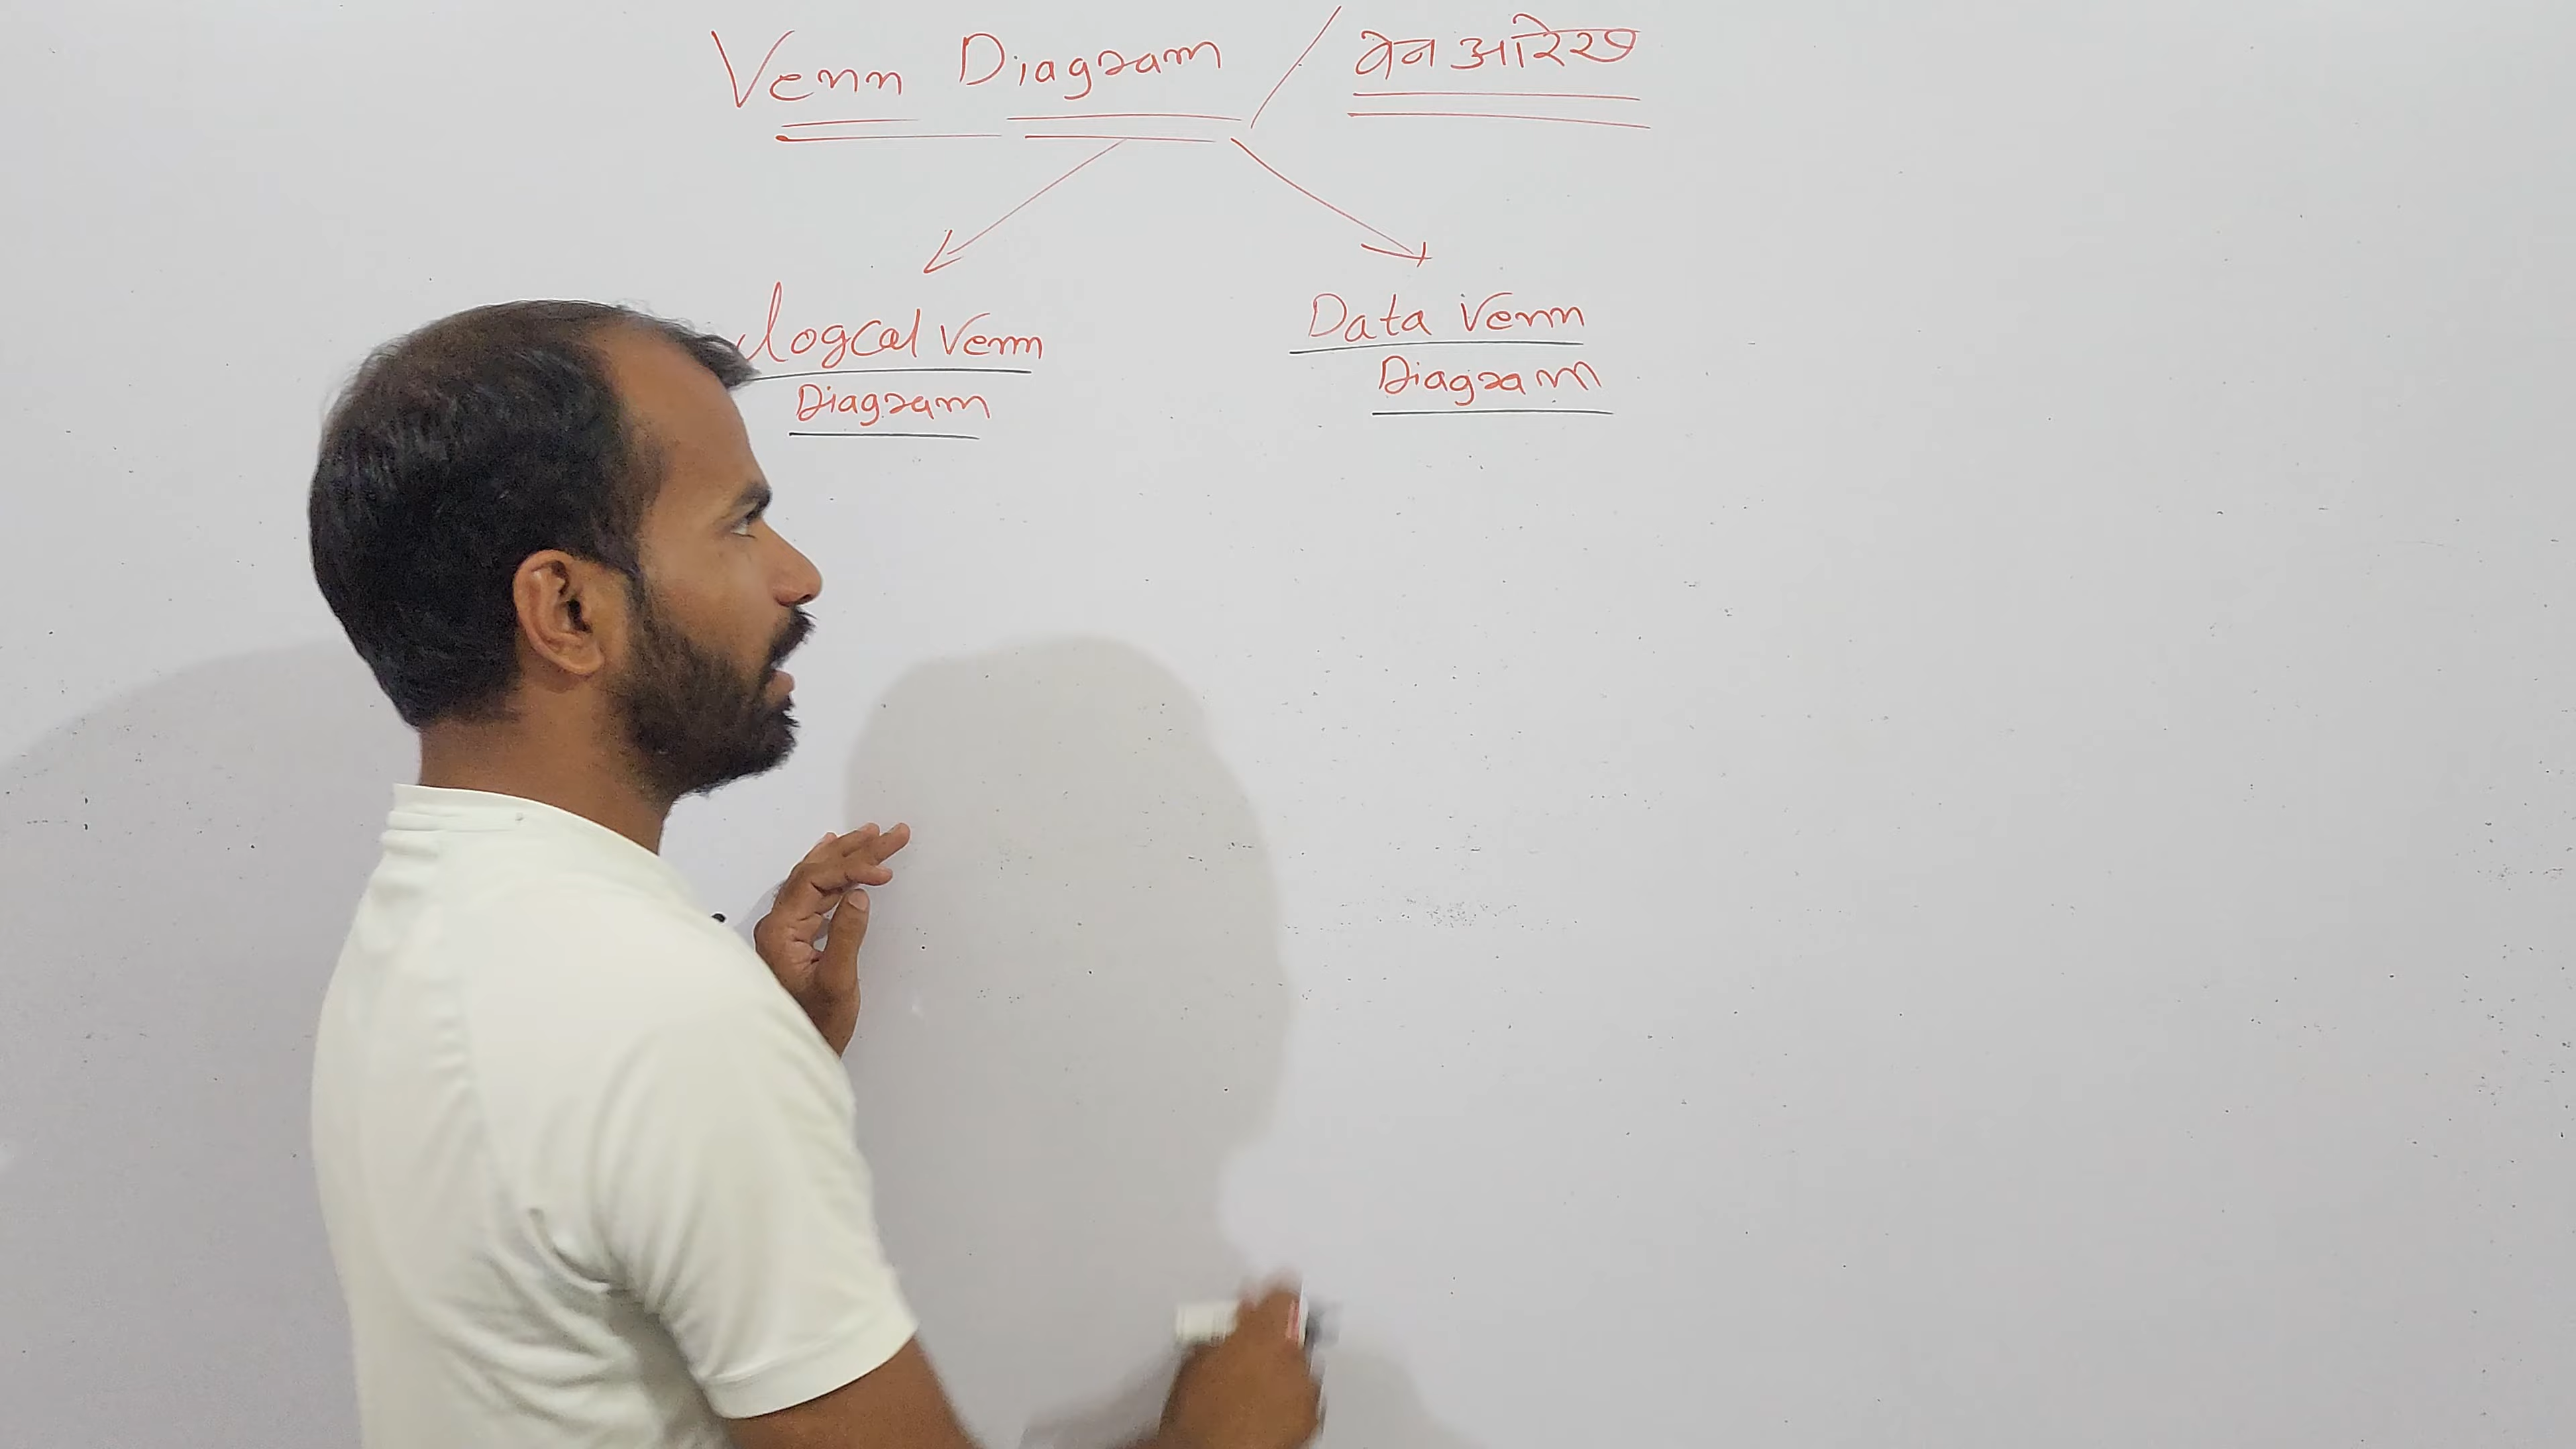 Venn Diagram / वेन आरेख
Logcal Venn
Diagram
Data Venn
Diagram